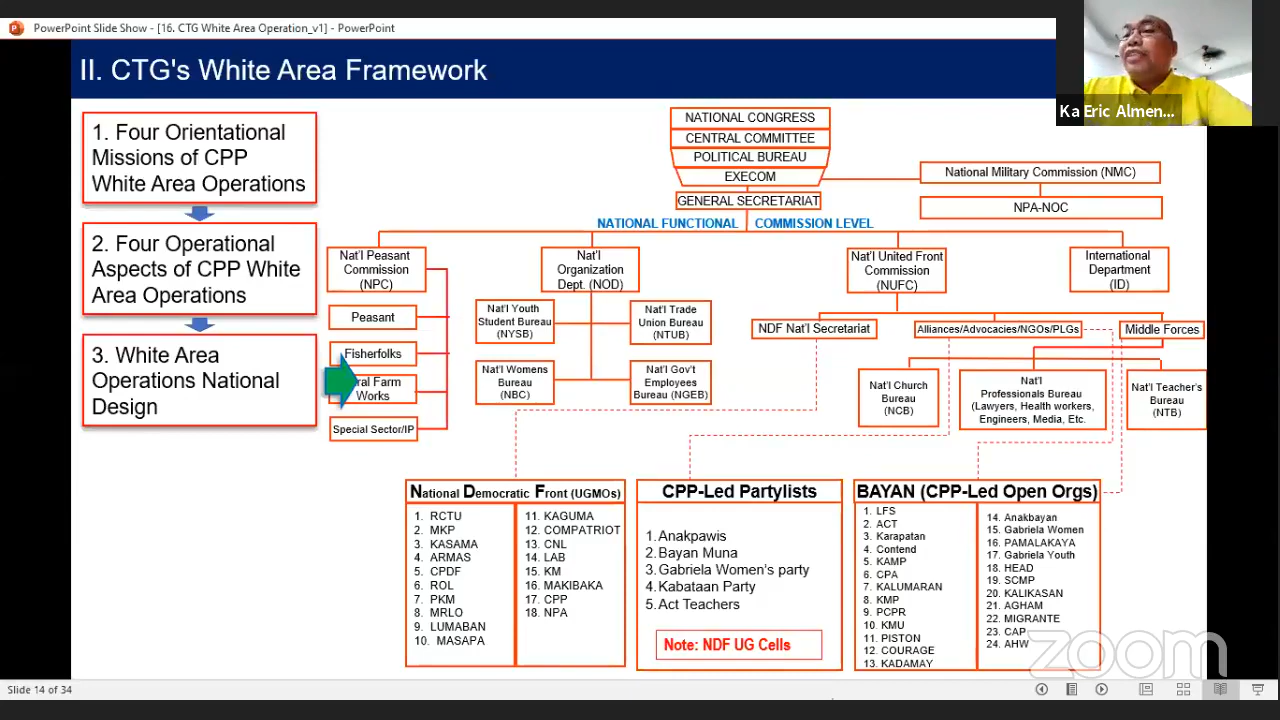 PowerPoint Slide Show - [16. CTG White Area Operation_v1] - PowerPoint
Ka Eric Almen...
II. CTG's White Area Framework
1. Four Orientational
Missions of CPP
White Area Operations
2. Four Operational
Aspects of CPP White
Area Operations
3. White Area
Operations National
Design
NATIONAL CONGRESS
CENTRAL COMMITTEE
POLITICAL BUREAU
EXECOM
GENERAL SECRETARIAT
National Military Commission (NMC)
NPA-NOC
NATIONAL FUNCTIONAL COMMISSION LEVEL
Nat'l Peasant
Commission
(NPC)
Peasant
Fisherfolks
ral Farm
Works
Special Sector/IP
Nat'l
Organization
Dept. (NOD)
Nat'l Youth
Student Bureau
(NYSB)
Nat'l Trade
Union Bureau
(NTUB)
Nat'l Womens
Bureau
(NBC)
Nat'l Gov't
Employees
Bureau (NGEB)
Nat'l United Front
Commission
(NUFC)
International
Department
(ID)
NDF Nat'l Secretariat
Alliances/Advocacies/NGOs/PLGs
Middle Forces
Nat'l Church
Bureau
(NCB)
Nat'l
Professionals Bureau
(Lawyers, Health workers,
Engineers, Media, Etc.
Nat'l Teacher's
Bureau
(NTB)
National Democratic Front (UGMOs)
1. RCTU
2. MKP
3. KASAMA
4. ARMAS
5. CPDF
6. ROL
7. PKM
8. MRLO
9. LUMABAN
10. MASAPA
11. KAGUMA
12. COMPATRIOT
13. CNL
14. LAB
15. KM
16. MAKIBAKA
17. CPP
18. NPA
CPP-Led Partylists
1. Anakpawis
2. Bayan Muna
3. Gabriela Women's party
4. Kabataan Party
5. Act Teachers
Note: NDF UG Cells
BAYAN (CPP-Led Open Orgs)
1. LFS
2. ACT
3. Karapatan
4. Contend
5. KAMP
6. CPA
7. KALUMARAN
8. KMP
9. PCPR
10. KMU
11. PISTON
12. COURAGE
13. KADAMAY
14. Anakbayan
15. Gabriela Women
16. PAMALAKAYA
17. Gabriela Youth
18. HEAD
19. SCMP
20. KALIKASAN
21. AGHAM
22. MIGRANTE
23. CAP
24. AHW
zoom
Slide 14 of 34